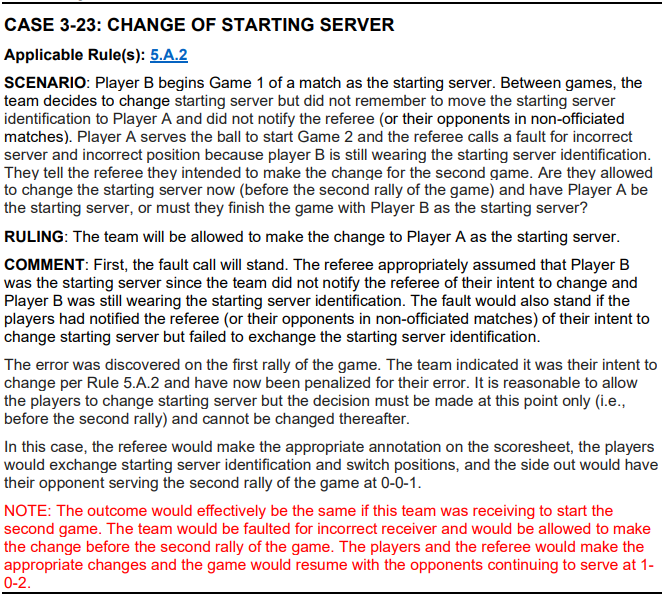 CASE 3-23: CHANGE OF STARTING SERVER
Applicable Rule(s): 5.A.2
SCENARIO: Player B begins Game 1 of a match as the starting server. Between games, the
team decides to change starting server but did not remember to move the starting server
identification to Player A and did not notify the referee (or their opponents in non-officiated
matches). Player A serves the ball to start Game 2 and the referee calls a fault for incorrect
server and incorrect position because player B is still wearing the starting server identification.
They tell the referee they intended to make the change for the second game. Are they allowed
to change the starting server now (before the second rally of the game) and have Player A be
the starting server, or must they finish the game with Player B as the starting server?
RULING: The team will be allowed to make the change to Player A as the starting server.
COMMENT: First, the fault call will stand. The referee appropriately assumed that Player B
was the starting server since the team did not notify the referee of their intent to change and
Player B was still wearing the starting server identification. The fault would also stand if the
players had notified the referee (or their opponents in non-officiated matches) of their intent to
change starting server but failed to exchange the starting server identification.
The error was discovered on the first rally of the game. The team indicated it was their intent to
change per Rule 5.A.2 and have now been penalized for their error. It is reasonable to allow
the players to change starting server but the decision must be made at this point only (i.e.,
before the second rally) and cannot be changed thereafter.
In this case, the referee would make the appropriate annotation on the scoresheet, the players
would exchange starting server identification and switch positions, and the side out would have
their opponent serving the second rally of the game at 0-0-1.
NOTE: The outcome would effectively be the same if this team was receiving to start the
second game. The team would be faulted for incorrect receiver and would be allowed to make
the change before the second rally of the game. The players and the referee would make the
appropriate changes and the game would resume with the opponents continuing to serve at 1-
0-2.